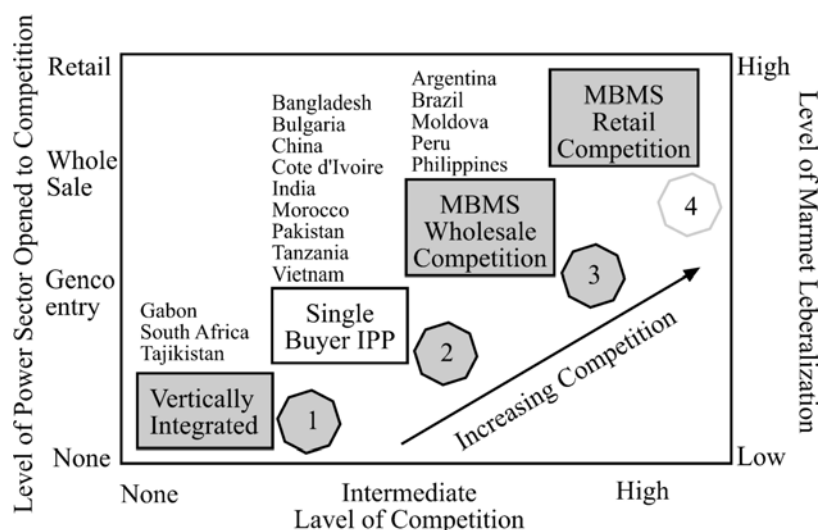 Level of Power Sector Opened to Competition
Retail
Whole
Sale
Genco
entry
None
Gabon
South Africa
Tajikistan
Vertically
Integrated
1
Bangladesh
Bulgaria
China
Cote d'Ivoire
India
Morocco
Pakistan
Tanzania
Vietnam
Single
Buyer IPP
2
Argentina
Brazil
Moldova
Peru
Philippines
MBMS
Wholesale
Competition
3
MBMS
Retail
Competition
4
Increasing Competition
High
Low
Level of Marmet Leberalization
None
Intermediate
High
Lavel of Competition